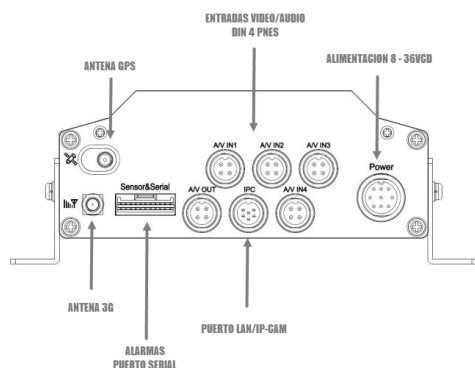 ENTRADAS VIDEO/AUDIO
DIN 4 PNES
ANTENA GPS
ALIMENTACION 8 - 36VCD
A/V IN1
A/V IN2
A/V IN3
Power
Sensor&Serial
A/V OUT
IPC
A/V IN4
ANTENA 3G
PUERTO LAN/IP-CAM
ALARMAS
PUERTO SERIAL